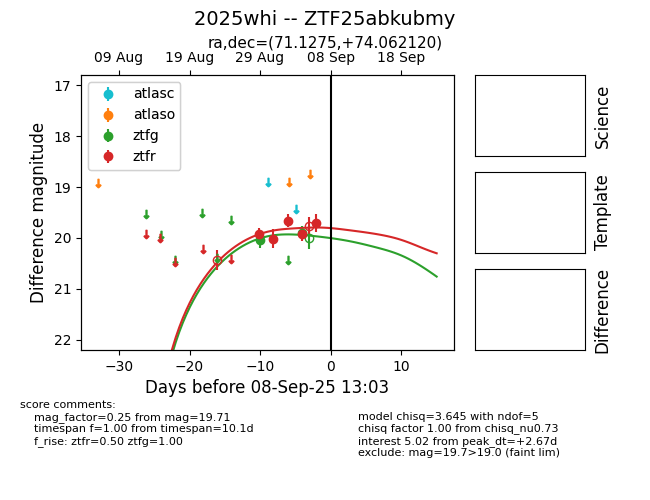 2025whi -- ZTF25abkubmy
ra,dec=(71.1275,+74.062120)
09 Aug 19 Aug 29 Aug 08 Sep 18 Sep
atlasc
atlaso
ztfg
ztfr
17
18
19
20
21
22
Difference magnitude
−30 −20 −10 0 10
Days before 08-Sep-25 13:03
Science
Template
Difference
score comments:
mag_factor=0.25 from mag=19.71
timespan f=1.00 from timespan=10.1d
f_rise: ztfr=0.50 ztfg=1.00
model chisq=3.645 with ndof=5
chisq factor 1.00 from chisq_nu0.73
interest 5.02 from peak_dt=+2.67d
exclude: mag=19.7>19.0 (faint lim)